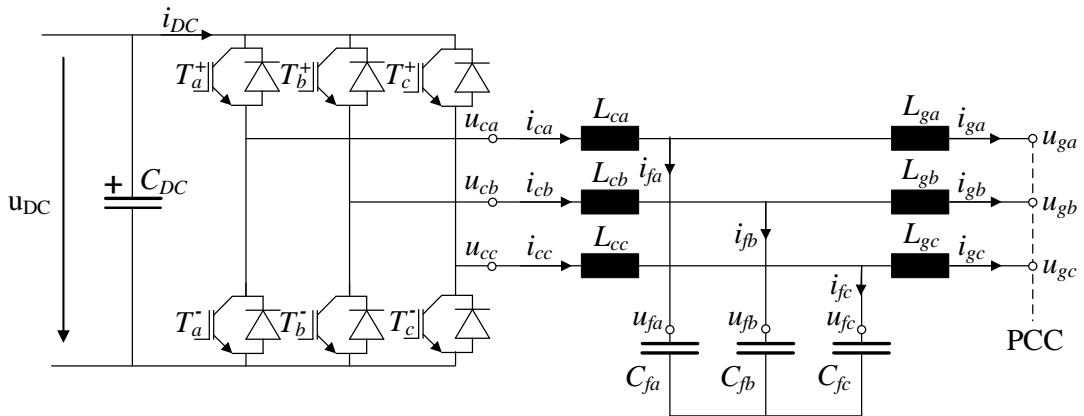 i_DC
T_a^+ T_b^+ T_c^+
u_ca i_ca L_ca L_ga i_ga u_ga
i_fa
+ C_DC
u_DC
u_cb i_cb L_cb L_gb i_gb u_gb
i_fb
u_cc i_cc L_cc L_gc i_gc u_gc
i_fc
T_a^- T_b^- T_c^-
u_fa u_fb u_fc
PCC
C_fa C_fb C_fc